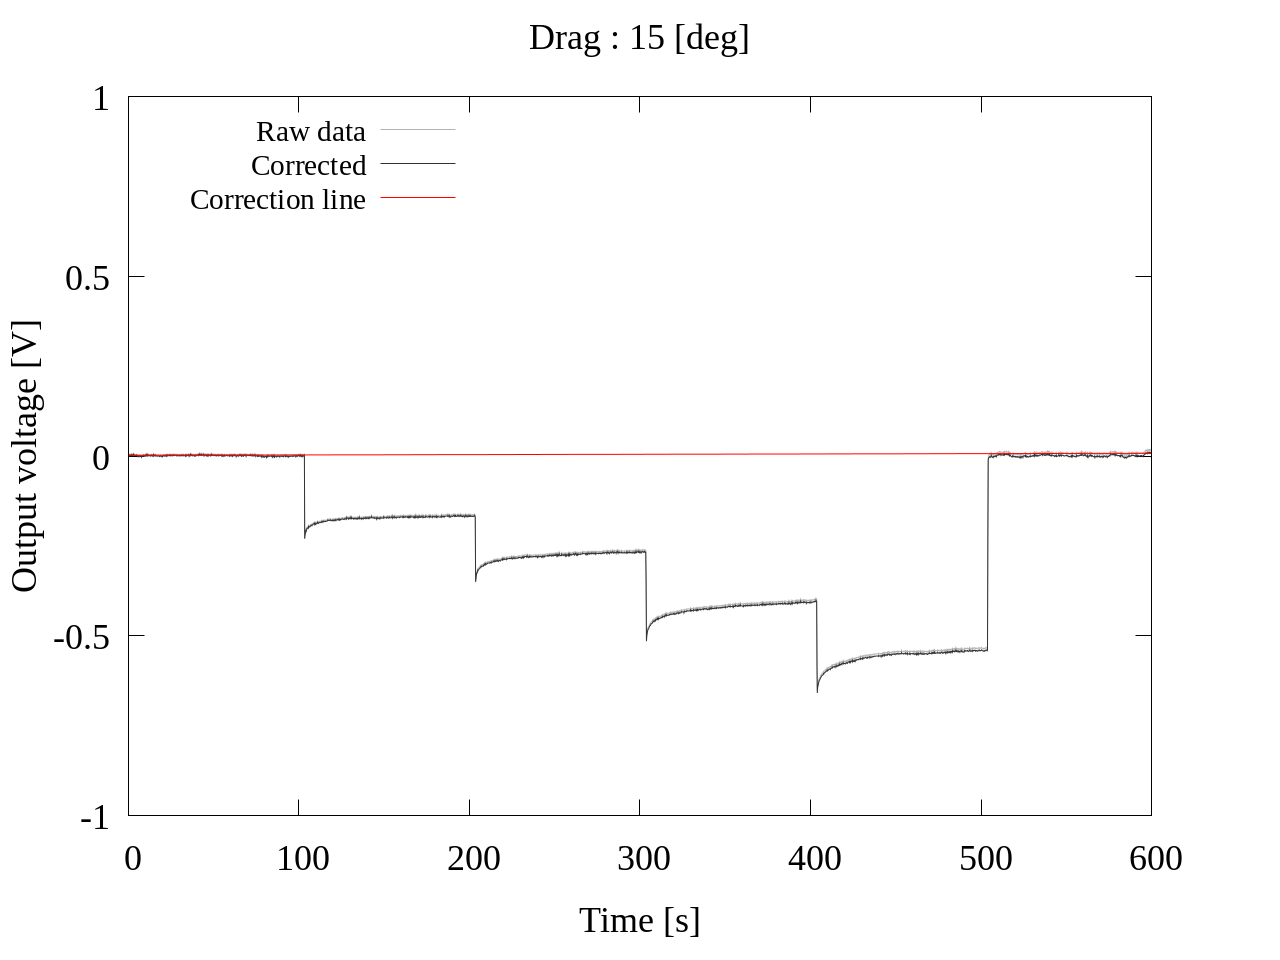 Drag : 15 [deg]
1
0.5
0
-0.5
-1
Output voltage [V]
Raw data
Corrected
Correction line
0 100 200 300 400 500 600
Time [s]